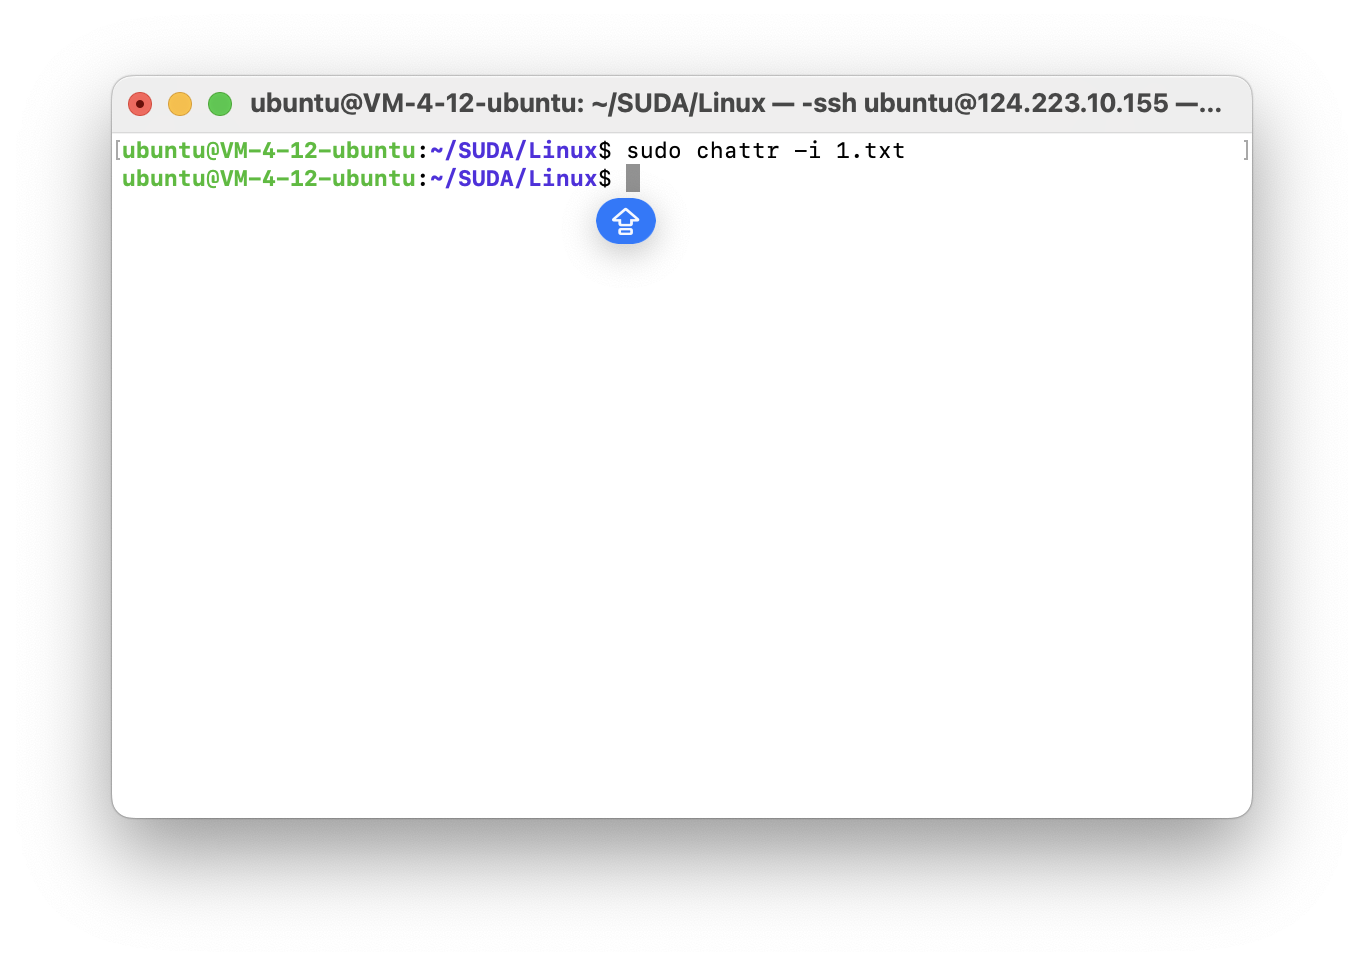 ubuntu@VM-4-12-ubuntu: ~/SUDA/Linux — -ssh ubuntu@124.223.10.155 —...
[ubuntu@VM-4-12-ubuntu:~/SUDA/Linux$ sudo chattr -i 1.txt ]
ubuntu@VM-4-12-ubuntu:~/SUDA/Linux$